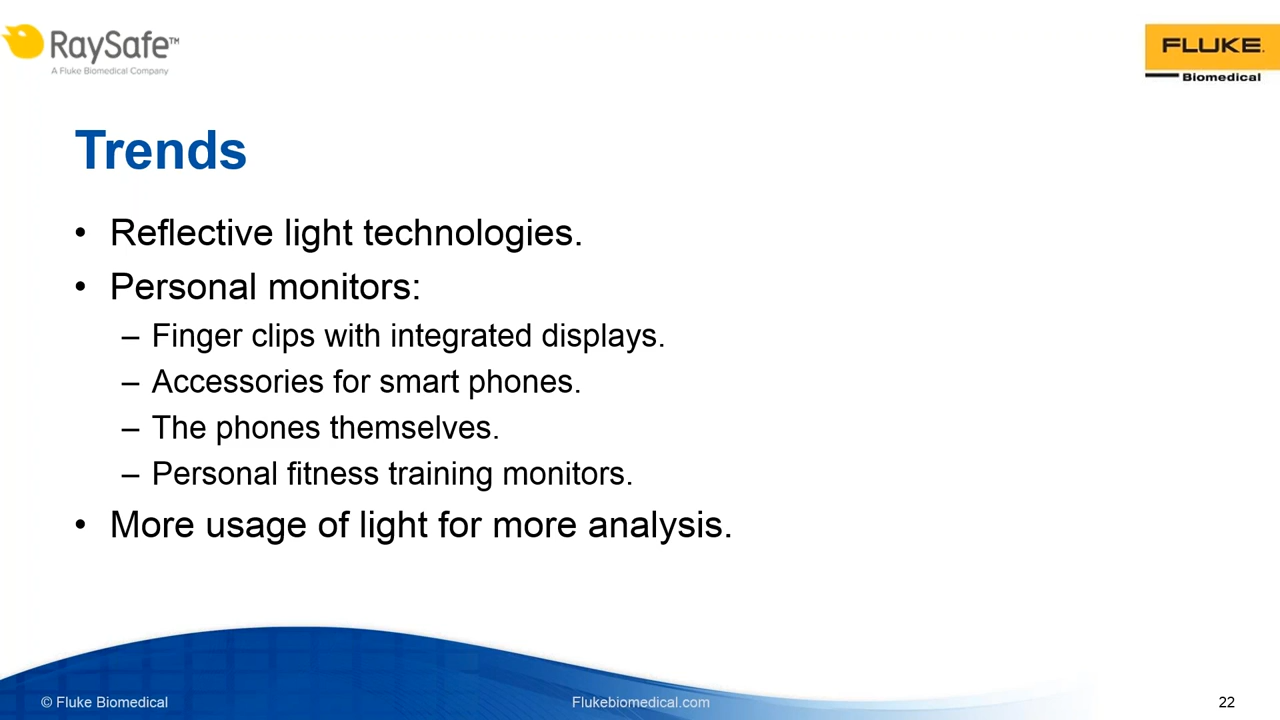 RaySafe™
A Fluke Biomedical Company
FLUKE®
Biomedical
Trends
• Reflective light technologies.
• Personal monitors:
– Finger clips with integrated displays.
– Accessories for smart phones.
– The phones themselves.
– Personal fitness training monitors.
• More usage of light for more analysis.
© Fluke Biomedical
Flukebiomedical.com
22